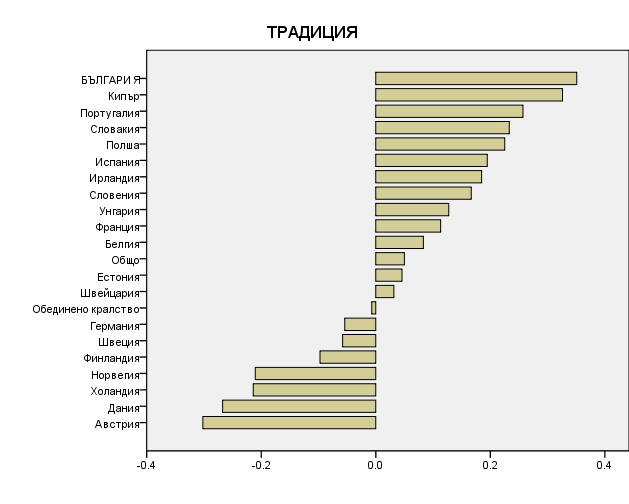 ТРАДИЦИЯ
БЪЛГАРИЯ
Кипър
Португалия
Словакия
Полша
Испания
Ирландия
Словения
Унгария
Франция
Белгия
Общо
Естония
Швейцария
Обединено кралство
Германия
Швеция
Финландия
Норвегия
Холандия
Дания
Австрия
-0.4 -0.2 0.0 0.2 0.4